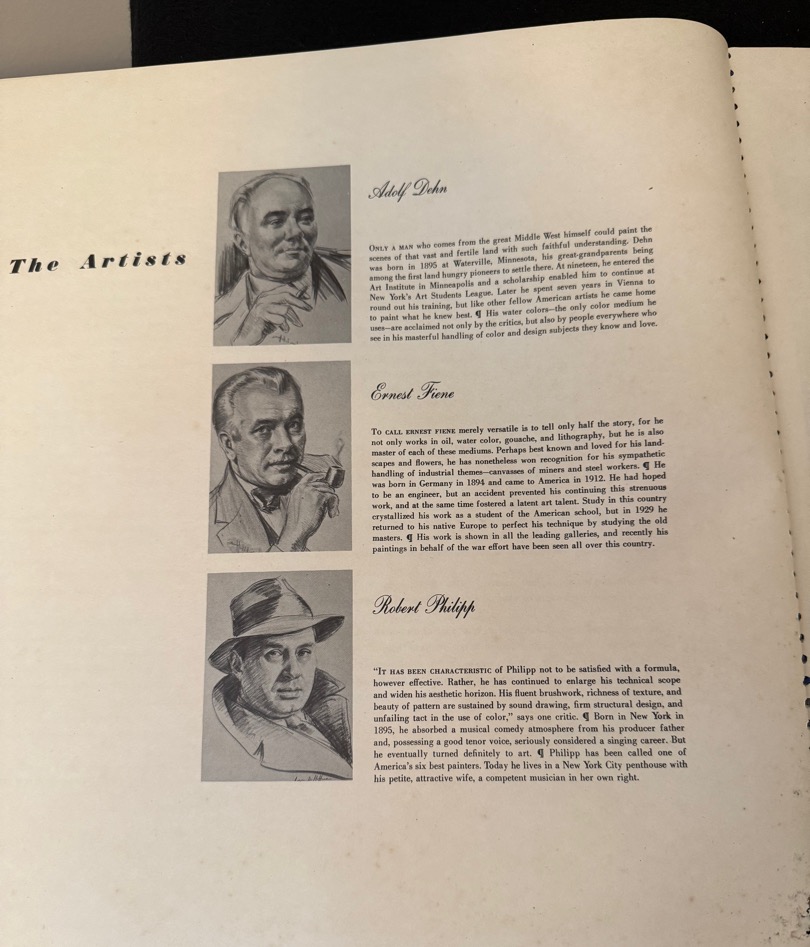 The Artists
Adolf Dehn
ONLY A MAN who comes from the great Middle West himself could paint the
scenes of that vast and fertile land with such faithful understanding. Dehn
was born in 1895 at Waterville, Minnesota, his great-grandparents being
among the first land hungry pioneers to settle there. At nineteen, he entered the
Art Institute in Minneapolis and a scholarship enabled him to continue at
New York's Art Students League. Later he spent seven years in Vienna to
round out his training, but like other fellow American artists he came home
to paint what he knew best. ¶ His water colors—the only color medium he
uses—are acclaimed not only by the critics, but also by people everywhere who
see in his masterful handling of color and design subjects they know and love.
Ernest Fiene
TO CALL ERNEST FIENE merely versatile is to tell only half the story, for he
not only works in oil, water color, gouache, and lithography, but he is also
master of each of these mediums. Perhaps best known and loved for his land-
scapes and flowers, he has nonetheless won recognition for his sympathetic
handling of industrial themes—canvases of miners and steel workers. ¶ He
was born in Germany in 1894 and came to America in 1912. He had hoped
to be an engineer, but an accident prevented his continuing this strenuous
work, and at the same time fostered a latent art talent. Study in this country
crystallized his work as a student of the American school, but in 1929 he
returned to his native Europe to perfect his technique by studying the old
masters. ¶ His work is shown in all the leading galleries, and recently his
paintings in behalf of the war effort have been seen all over this country.
Robert Philipp
"IT HAS BEEN CHARACTERISTIC of Philipp not to be satisfied with a formula,
however effective. Rather, he has continued to enlarge his technical scope
and widen his aesthetic horizon. His fluent brushwork, richness of texture, and
beauty of pattern are sustained by sound drawing, firm structural design, and
unfailing tact in the use of color," says one critic. ¶ Born in New York in
1895, he absorbed a musical comedy atmosphere from his producer father
and, possessing a good tenor voice, seriously considered a singing career. But
he eventually turned definitely to art. ¶ Philipp has been called one of
America's six best painters. Today he lives in a New York City penthouse with
his petite, attractive wife, a competent musician in her own right.